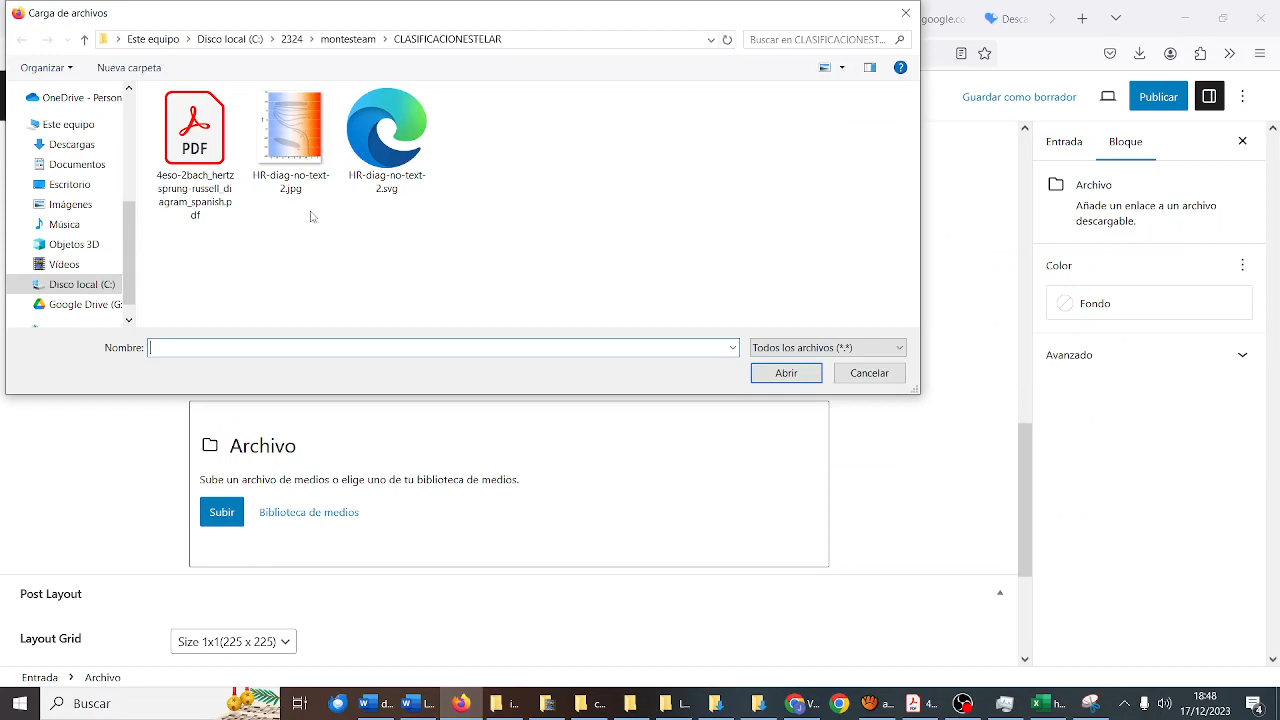 Carga de archivos
google.co
Desca
Este equipo > Disco local (C:) > 2324 > montesteam > CLASIFICACIONESTELAR
Buscar en CLASIFICACIONEST...
Organizar
Nueva carpeta
OneDrive - Person
Este equipo
Descargas
Documentos
Escritorio
Imágenes
Música
Objetos 3D
Vídeos
Disco local (C:)
Google Drive (G:
PDF
4eso-2bach_hertz
sprung-russell_di
agram_spanish.p
df
HR-diag-no-text-
2.jpg
HR-diag-no-text-
2.svg
Nombre:
Todos los archivos (*.*)
Abrir
Cancelar
Guardar como borrador
Publicar
Entrada
Bloque
Archivo
Añade un enlace a un archivo
descargable.
Color
Fondo
Avanzado
Archivo
Sube un archivo de medios o elige uno de tu biblioteca de medios.
Subir
Biblioteca de medios
Post Layout
Layout Grid
Size 1x1(225 x 225)
Entrada > Archivo
Buscar
d...
d...
i...
c...
c...
l...
l...
l...
V...
c...
a...
4...
h...
18:48
17/12/2023
4